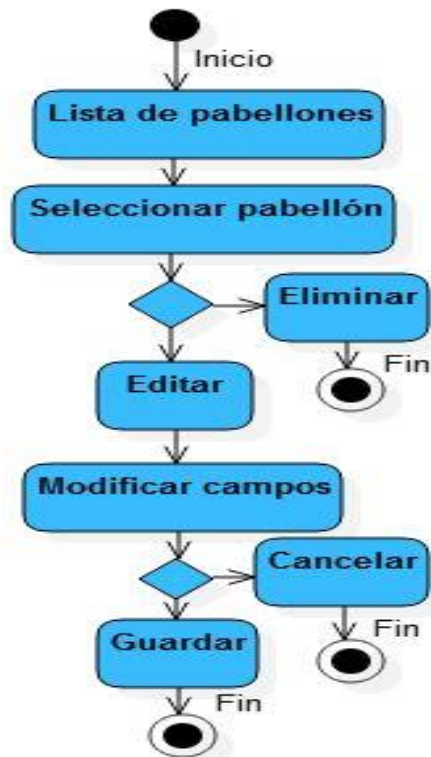 Inicio
Lista de pabellones
Seleccionar pabellón
Eliminar
Fin
Editar
Modificar campos
Cancelar
Fin
Guardar
Fin